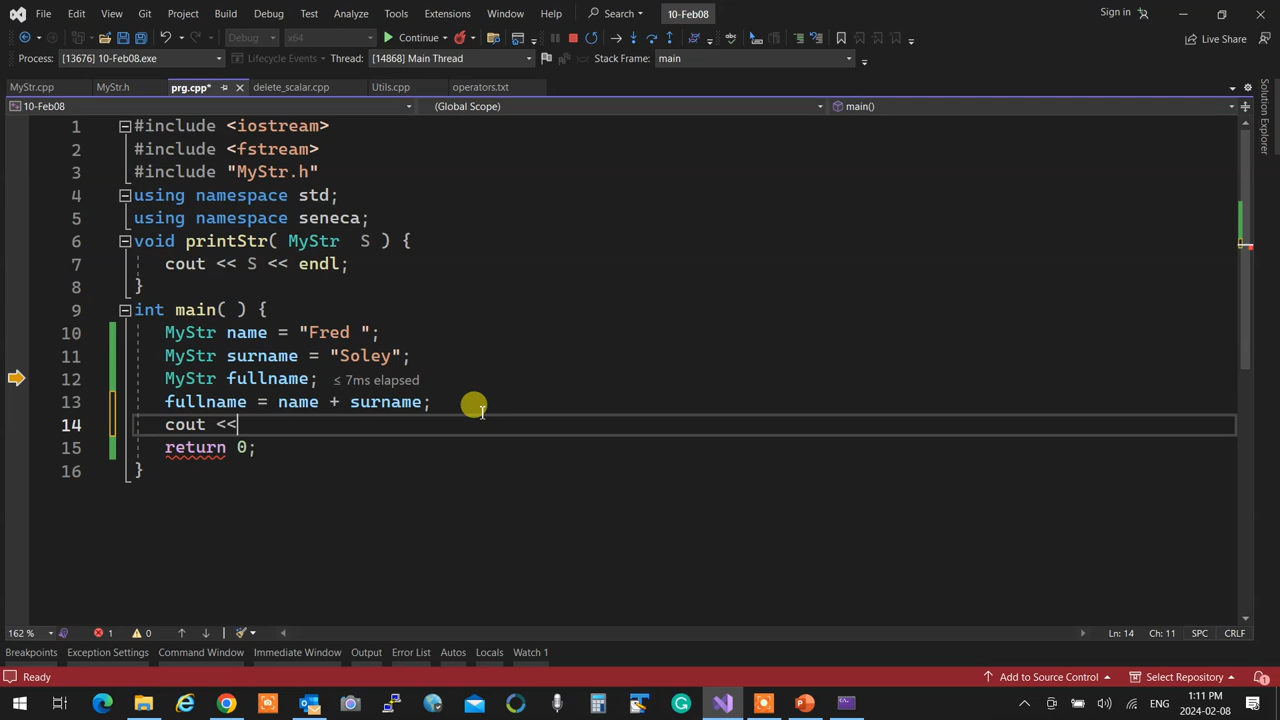 File Edit View Git Project Build Debug Test Analyze Tools Extensions Window Help Search 10-Feb08 Sign in
Debug x64 Continue Live Share
Process: [13676] 10-Feb08.exe Lifecycle Events Thread: [14868] Main Thread Stack Frame: main
MyStr.cpp MyStr.h prg.cpp* delete_scalar.cpp Utils.cpp operators.txt
10-Feb08 (Global Scope) main()
Solution Explorer
1 #include <iostream>
2 #include <fstream>
3 #include "MyStr.h"
4 using namespace std;
5 using namespace seneca;
6 void printStr( MyStr  S ) {
7 cout << S << endl;
8 }
9 int main( ) {
10 MyStr name = "Fred ";
11 MyStr surname = "Soley";
12 MyStr fullname; ≤ 7ms elapsed
13 fullname = name + surname;
14 cout <<
15 return 0;
16 }
162 % 1 0 Ln: 14 Ch: 11 SPC CRLF
Breakpoints Exception Settings Command Window Immediate Window Output Error List Autos Locals Watch 1
Ready Add to Source Control Select Repository 1
ENG 1:11 PM
2024-02-08